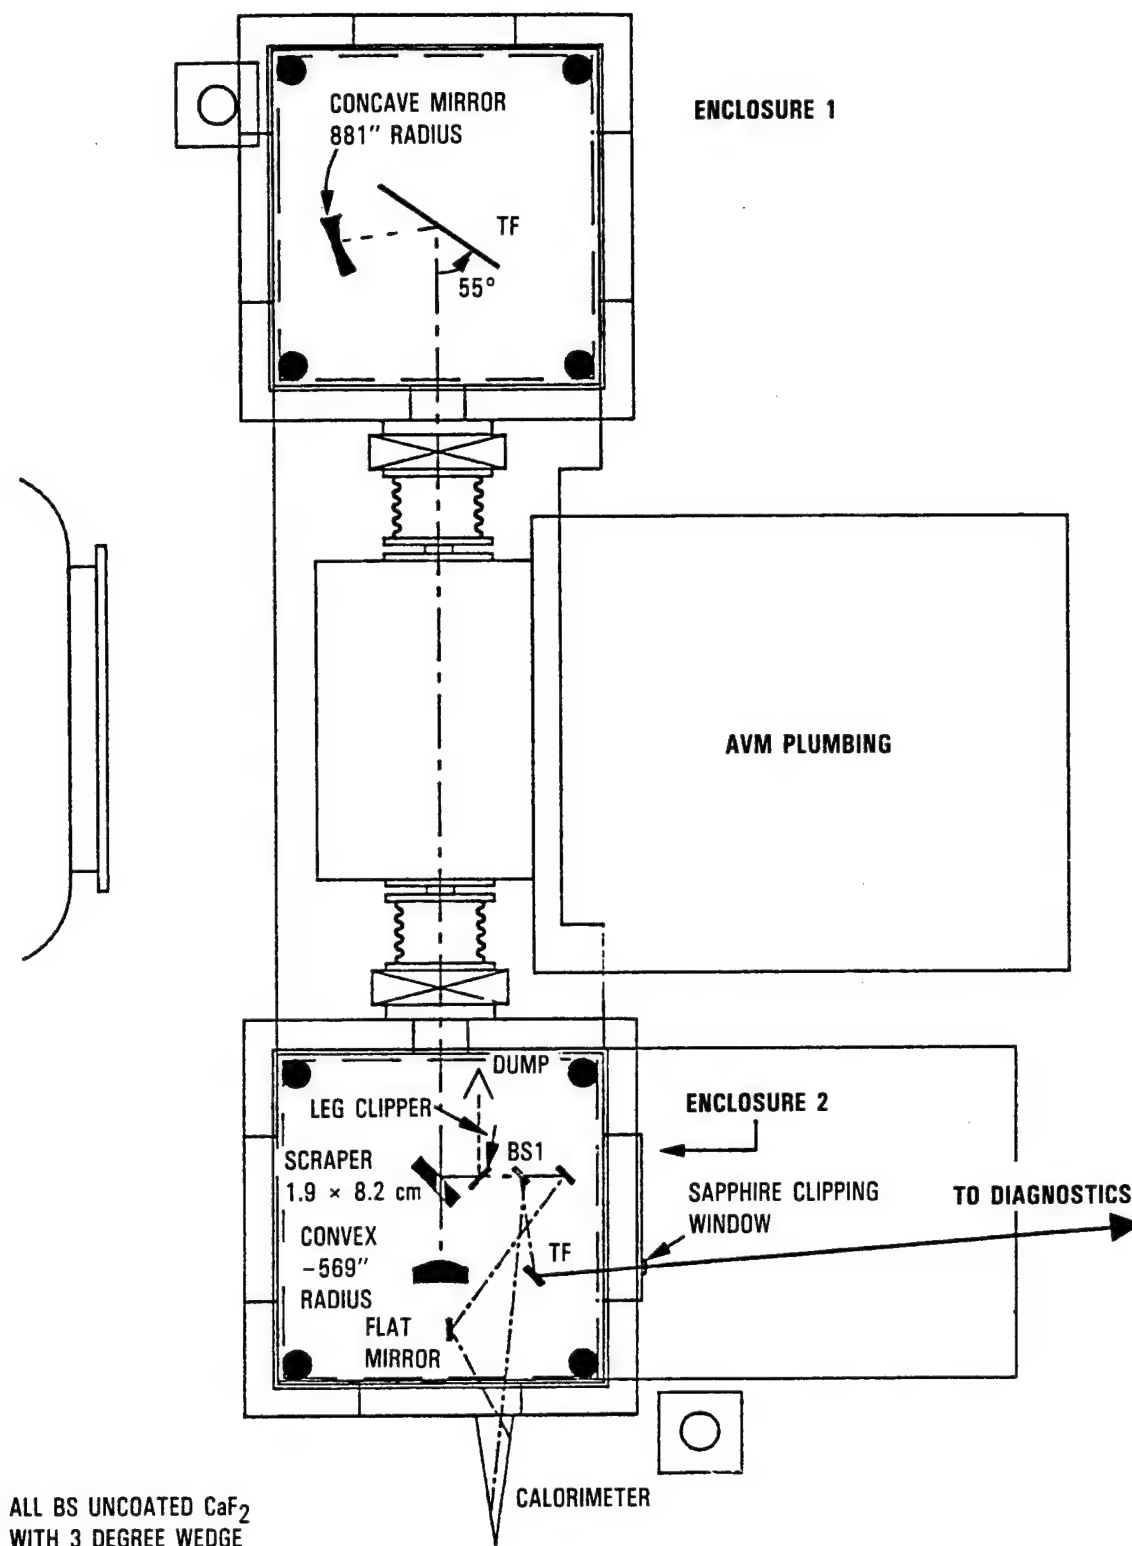 CONCAVE MIRROR
881" RADIUS
ENCLOSURE 1
TF
55°
AVM PLUMBING
DUMP
LEG CLIPPER
BS1
ENCLOSURE 2
SCRAPER
1.9 × 8.2 cm
SAPPHIRE CLIPPING
WINDOW
TO DIAGNOSTICS
CONVEX
-569"
RADIUS
TF
FLAT
MIRROR
CALORIMETER
ALL BS UNCOATED CaF2
WITH 3 DEGREE WEDGE